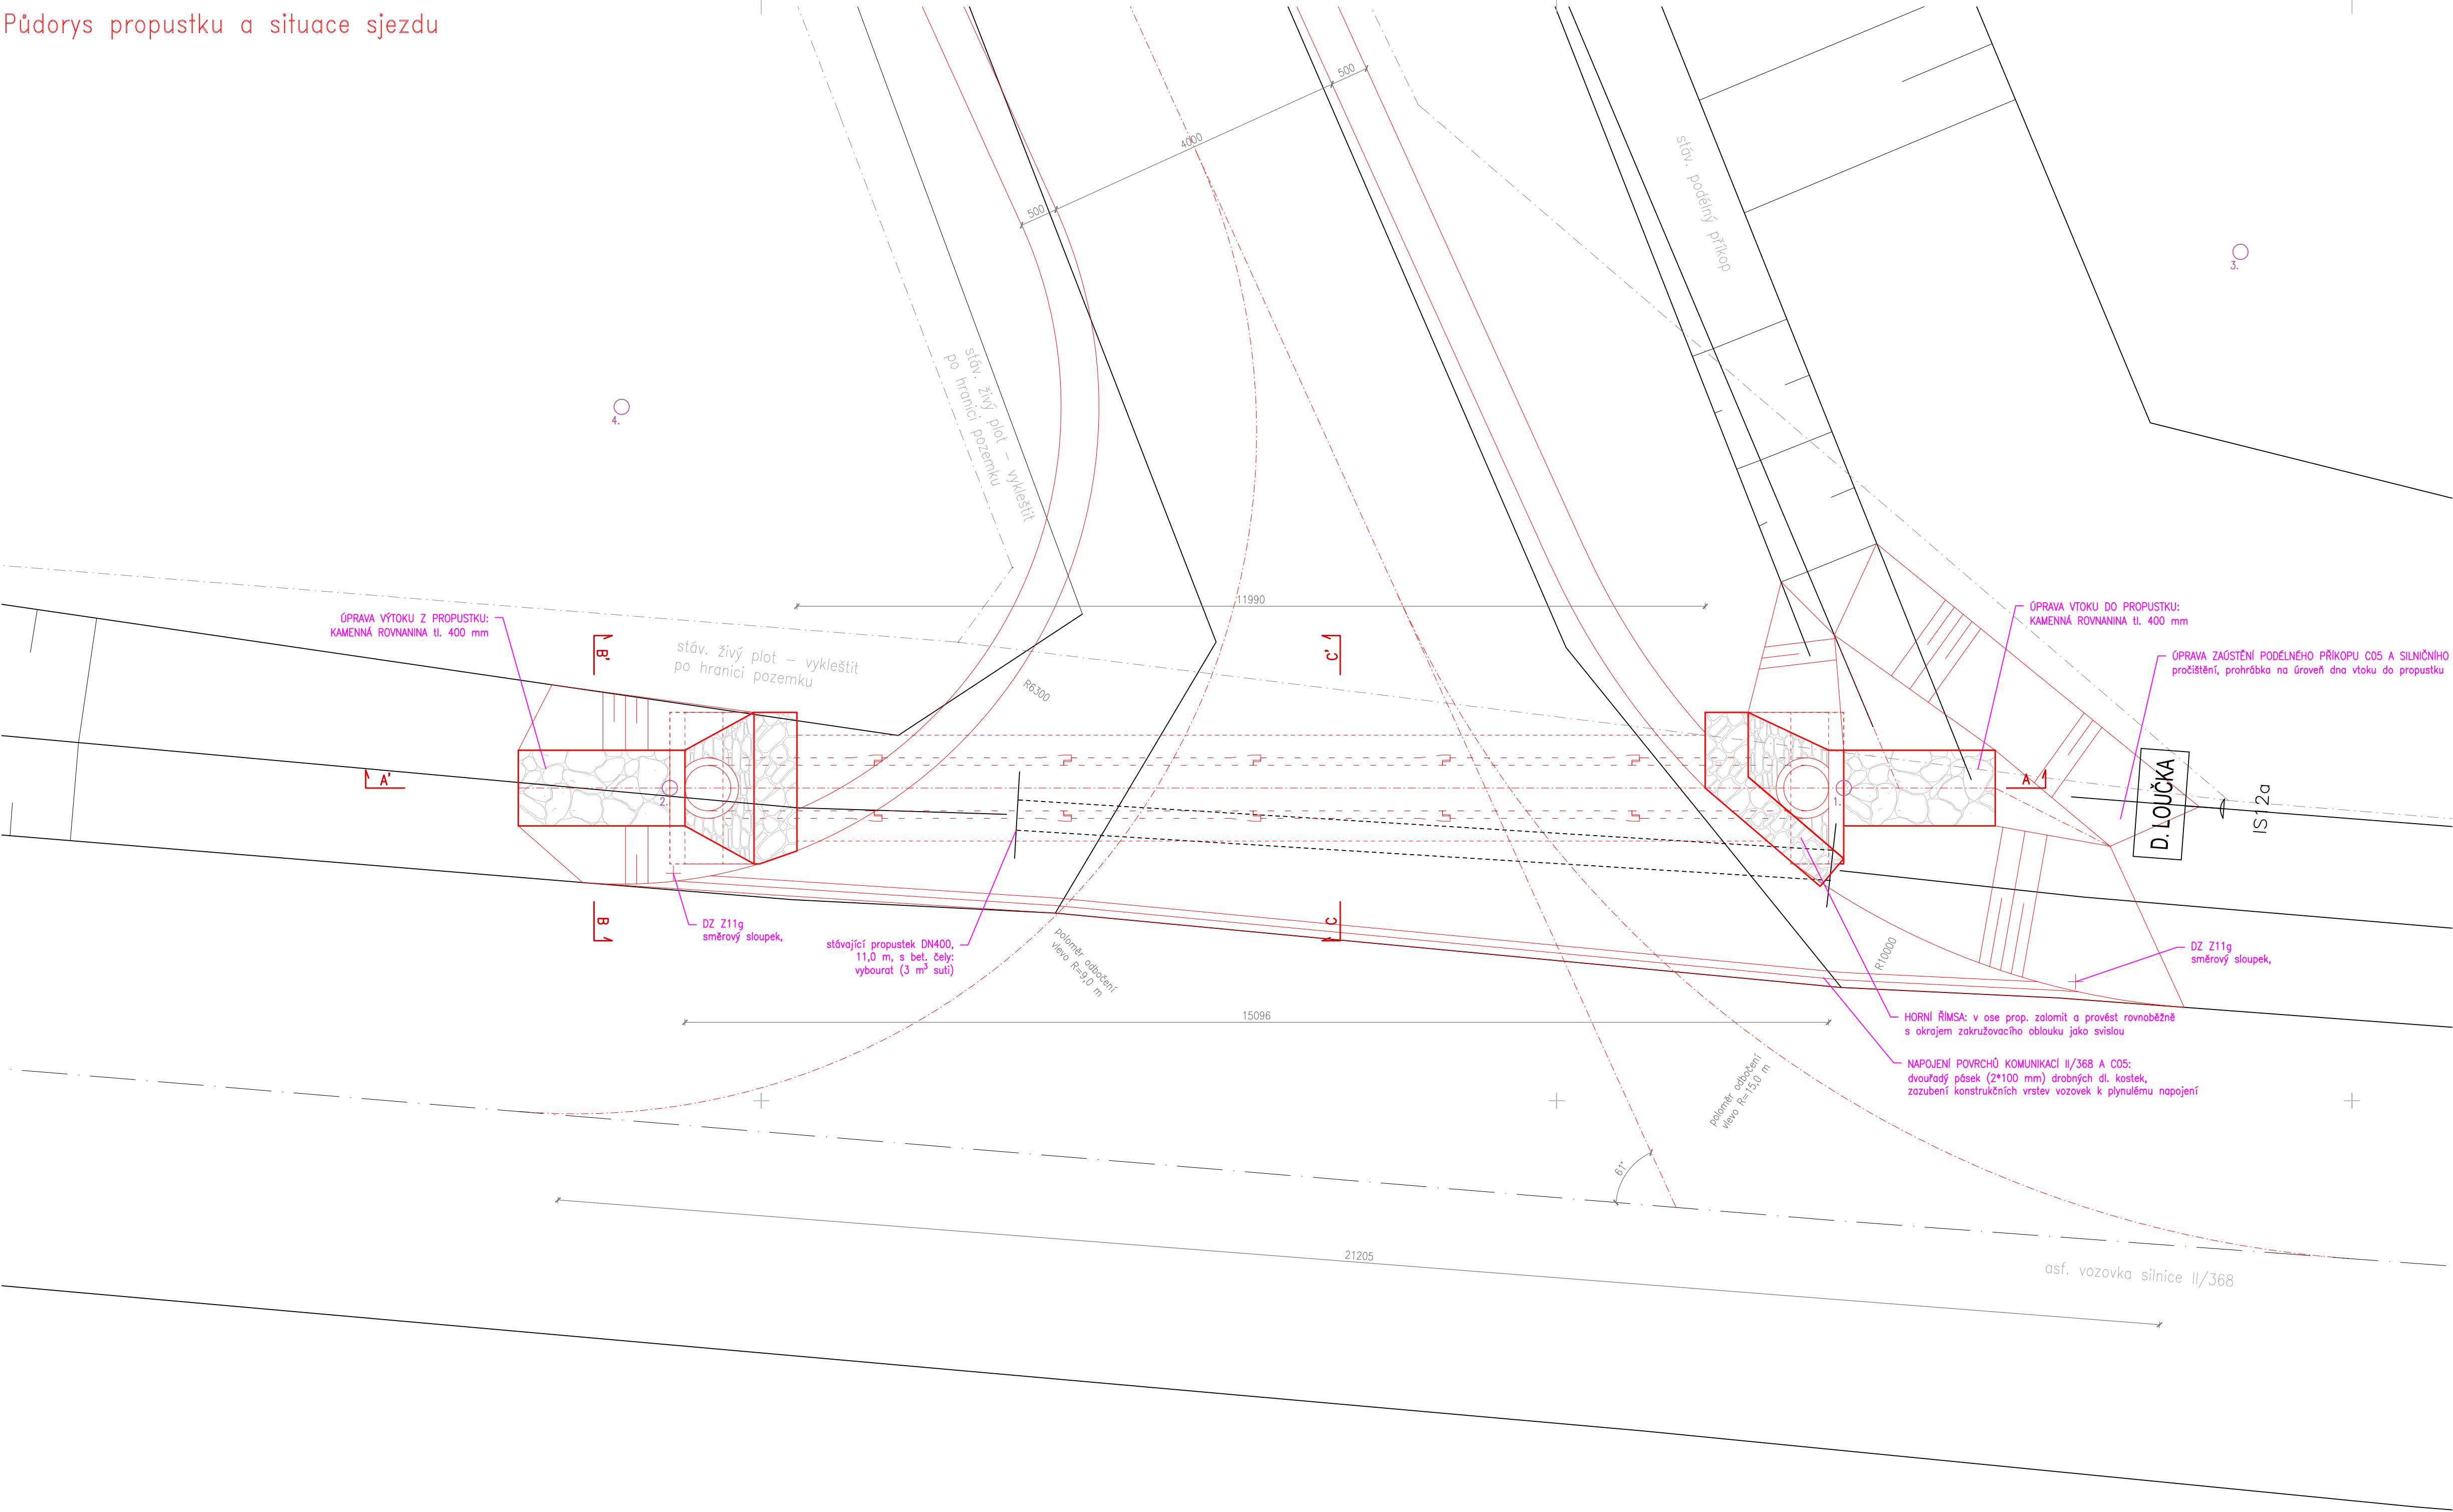 Půdorys propustku a situace sjezdu
500
4000
500
stáv. podélný příkop
3.
4.
stáv. živý plot – vykleštit
po hranici pozemku
11990
ÚPRAVA VÝTOKU Z PROPUSTKU:
KAMENNÁ ROVNANINA tl. 400 mm
B'
C'
stáv. živý plot – vykleštit
po hranici pozemku
R6300
ÚPRAVA VTOKU DO PROPUSTKU:
KAMENNÁ ROVNANINA tl. 400 mm
ÚPRAVA ZAÚSTĚNÍ PODÉLNÉHO PŘÍKOPU C05 A SILNIČNÍHO
pročištění, prohrábka na úroveň dna vtoku do propustku
A'
2.
1.
A
D. LOUČKA
IS12a
B
C
DZ Z11g
směrový sloupek,
stávající propustek DN400,
11,0 m, s bet. čely:
vybourat (3 m³ suti)
poloměr odbočení
vlevo R=9,0 m
R10000
DZ Z11g
směrový sloupek,
15096
HORNÍ ŘÍMSA: v ose prop. zalomit a provést rovnoběžně
s okrajem zakružovacího oblouku jako svislou
NAPOJENÍ POVRCHŮ KOMUNIKACÍ II/368 A C05:
dvouřadý pásek (2*100 mm) drobných dl. kostek,
zazubení konstrukčních vrstev vozovek k plynulému napojení
poloměr odbočení
vlevo R=15,0 m
61°
21205
asf. vozovka silnice II/368